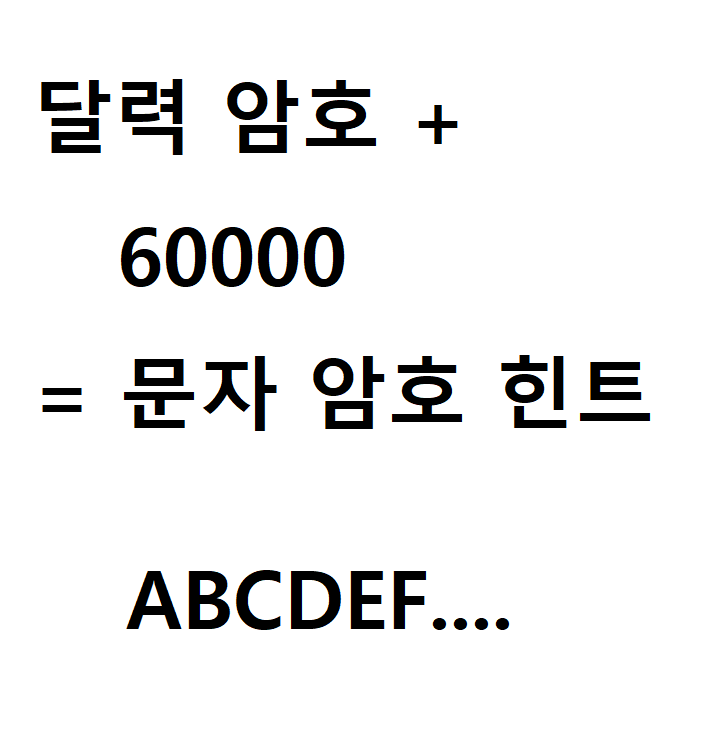 달력 암호 +
60000
= 문자 암호 힌트
ABCDEF....